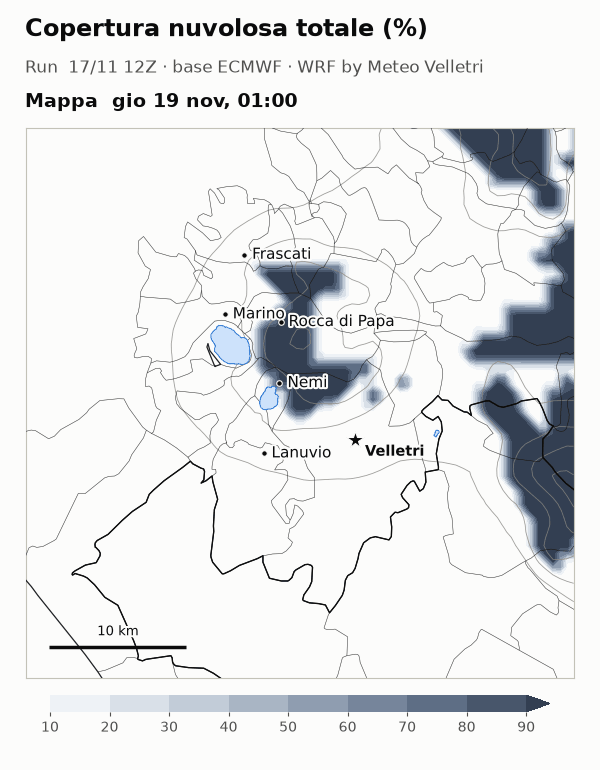 Copertura nuvolosa totale (%)
Run  17/11 12Z · base ECMWF · WRF by Meteo Velletri
Mappa  gio 19 nov, 01:00
Frascati
Marino
Rocca di Papa
Nemi
Velletri
Lanuvio
10 km
10 20 30 40 50 60 70 80 90